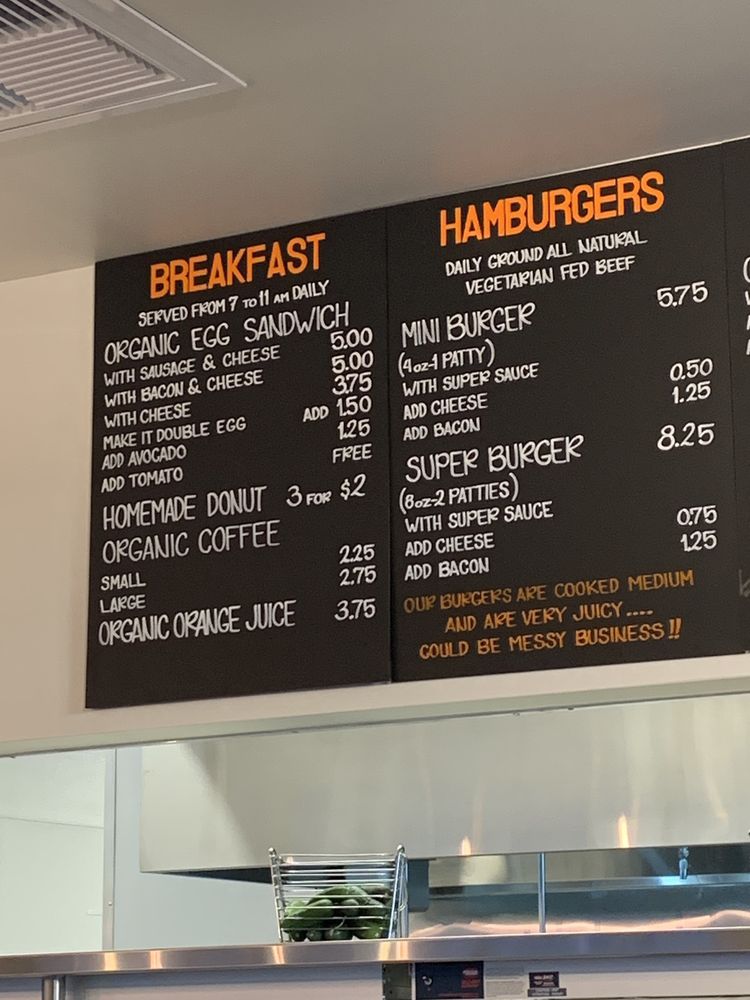 BREAKFAST
SERVED FROM 7 TO 11 AM DAILY
ORGANIC EGG SANDWICH
WITH SAUSAGE & CHEESE 5.00
WITH BACON & CHEESE 5.00
WITH CHEESE 3.75
MAKE IT DOUBLE EGG ADD 1.50
ADD AVOCADO 1.25
ADD TOMATO FREE
HOMEMADE DONUT 3 FOR $2
ORGANIC COFFEE
SMALL 2.25
LARGE 2.75
ORGANIC ORANGE JUICE 3.75
HAMBURGERS
DAILY GROUND ALL NATURAL
VEGETARIAN FED BEEF
MINI BURGER 5.75
(4oz-1 PATTY)
WITH SUPER SAUCE
ADD CHEESE 0.50
ADD BACON 1.25
SUPER BURGER 8.25
(8oz-2 PATTIES)
WITH SUPER SAUCE
ADD CHEESE 0.75
ADD BACON 1.25
OUR BURGERS ARE COOKED MEDIUM
AND ARE VERY JUICY....
COULD BE MESSY BUSINESS!!